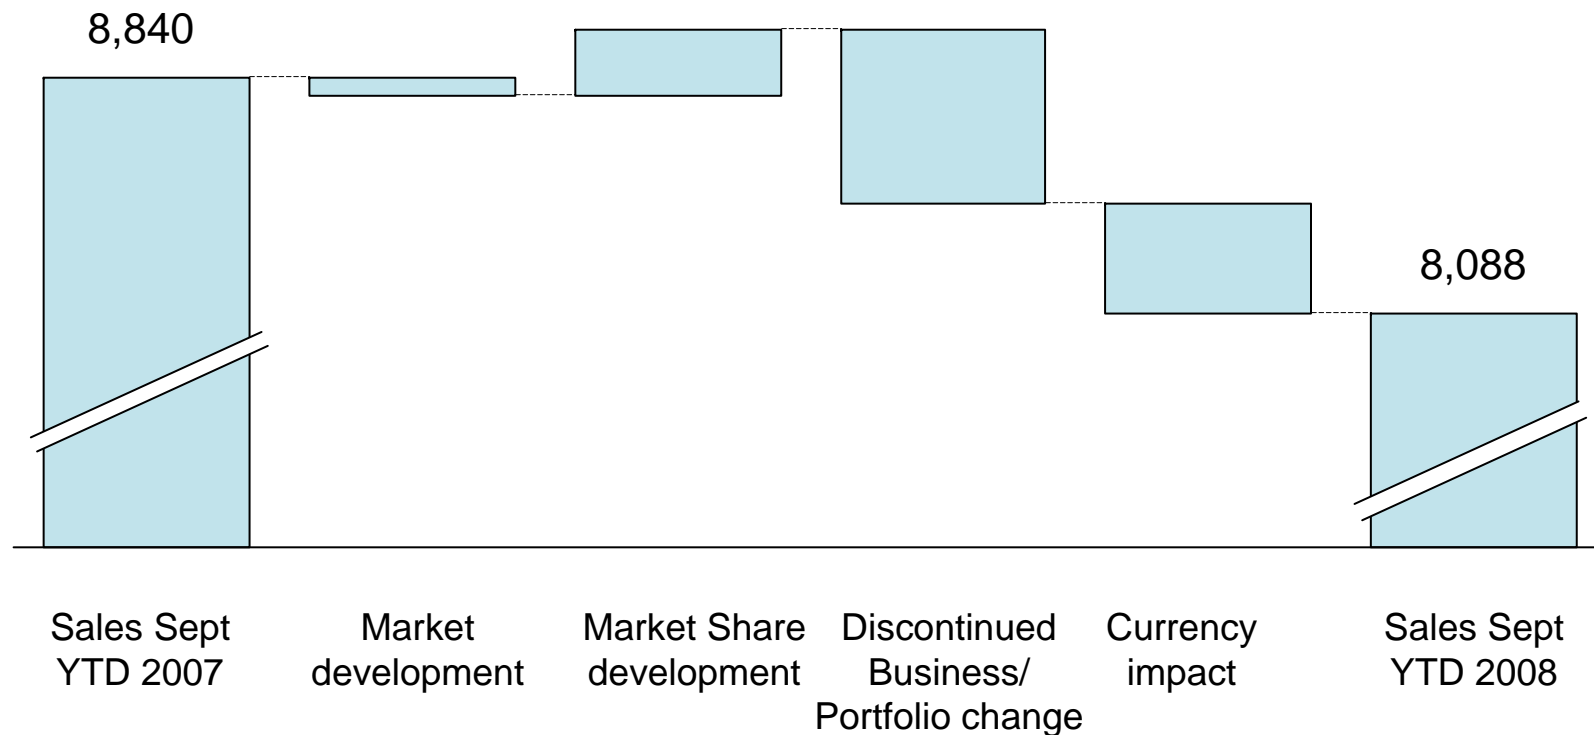 8,840
8,088
Sales Sept
YTD 2007
Market
development
Market Share
development
Discontinued
Business/
Portfolio change
Currency
impact
Sales Sept
YTD 2008